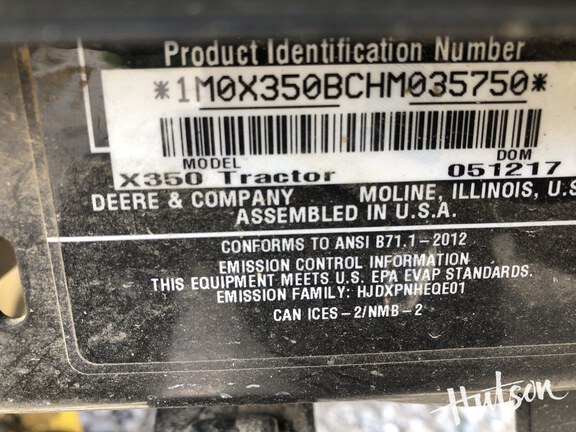 Product Identification Number
*1M0X350BCHM035750*
MODEL DOM
X350 Tractor 051217
DEERE & COMPANY MOLINE, ILLINOIS, U.S
ASSEMBLED IN U.S.A.
CONFORMS TO ANSI B71.1-2012
EMISSION CONTROL INFORMATION
THIS EQUIPMENT MEETS U.S. EPA EVAP STANDARDS.
EMISSION FAMILY: HJDXPNHEQE01
CAN ICES-2/NMB-2
Hutson